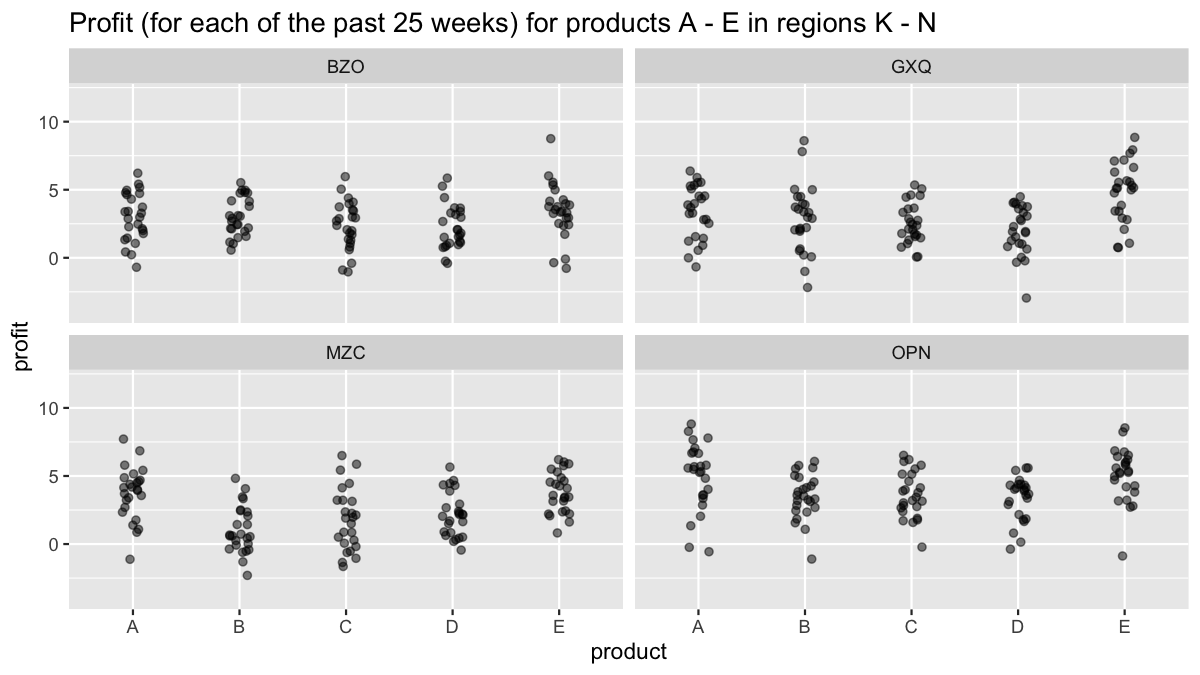 Profit (for each of the past 25 weeks) for products A - E in regions K - N
BZO
GXQ
10
5
0
MZC
OPN
10
5
0
profit
A B C D E
A B C D E
product